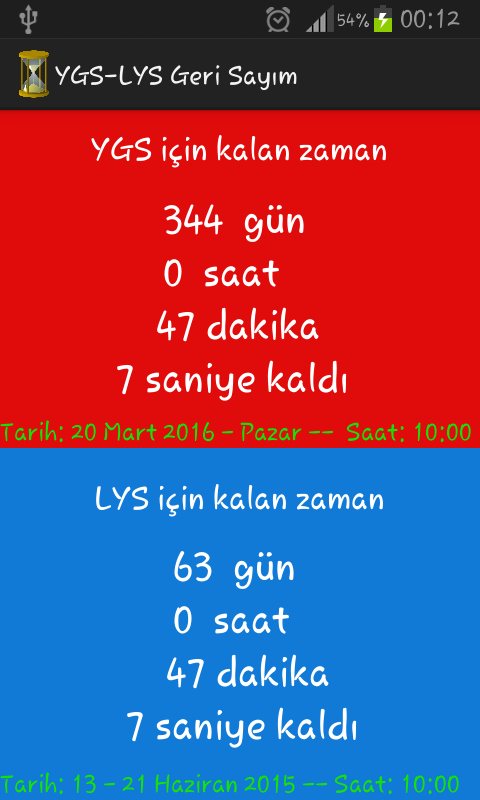 54% 00:12
YGS-LYS Geri Sayım
YGS için kalan zaman
344 gün
0 saat
47 dakika
7 saniye kaldı
Tarih: 20 Mart 2016 - Pazar -- Saat: 10:00
LYS için kalan zaman
63 gün
0 saat
47 dakika
7 saniye kaldı
Tarih: 13 - 21 Haziran 2015 -- Saat: 10:00